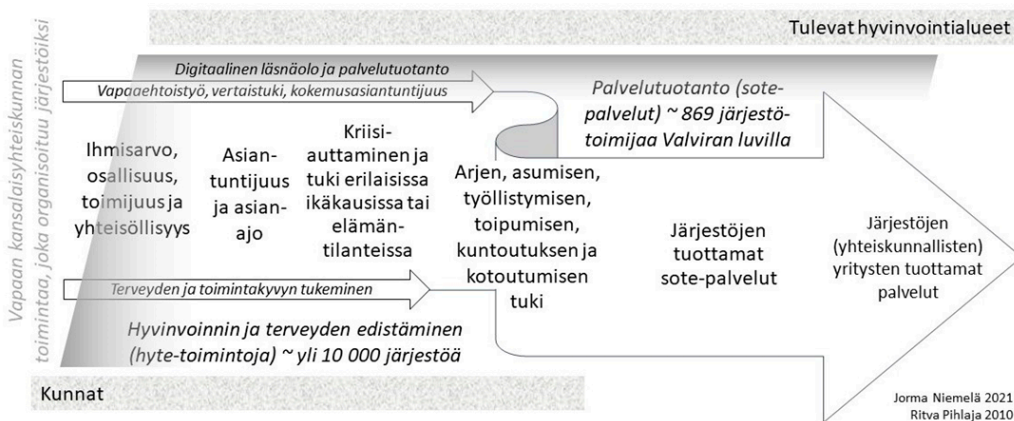 Tulevat hyvinvointialueet
Vapaan kansalaisyhteiskunnan
toimintaa, joka organisoituu järjestöiksi
Digitaalinen läsnäolo ja palvelutuotanto
Vapaaehtoistyö, vertaistuki, kokemusasiantuntijuus
Palvelutuotanto (sote-
palvelut) ~ 869 järjestö-
toimijaa Valviran luvilla
Ihmisarvo,
osallisuus,
toimijuus ja
yhteisöllisyys
Asian-
tuntijuus
ja asian-
ajo
Kriisi-
auttaminen ja
tuki erilaisissa
ikäkausissa tai
elämän-
tilanteissa
Arjen, asumisen,
työllistymisen,
toipumisen,
kuntoutuksen ja
kotoutumisen
tuki
Järjestöjen
tuottamat
sote-palvelut
Järjestöjen
(yhteiskunnallisten)
yritysten tuottamat
palvelut
Terveyden ja toimintakyvyn tukeminen
Hyvinvoinnin ja terveyden edistäminen
(hyte-toimintoja) ~ yli 10 000 järjestöä
Kunnat
Jorma Niemelä 2021
Ritva Pihlaja 2010